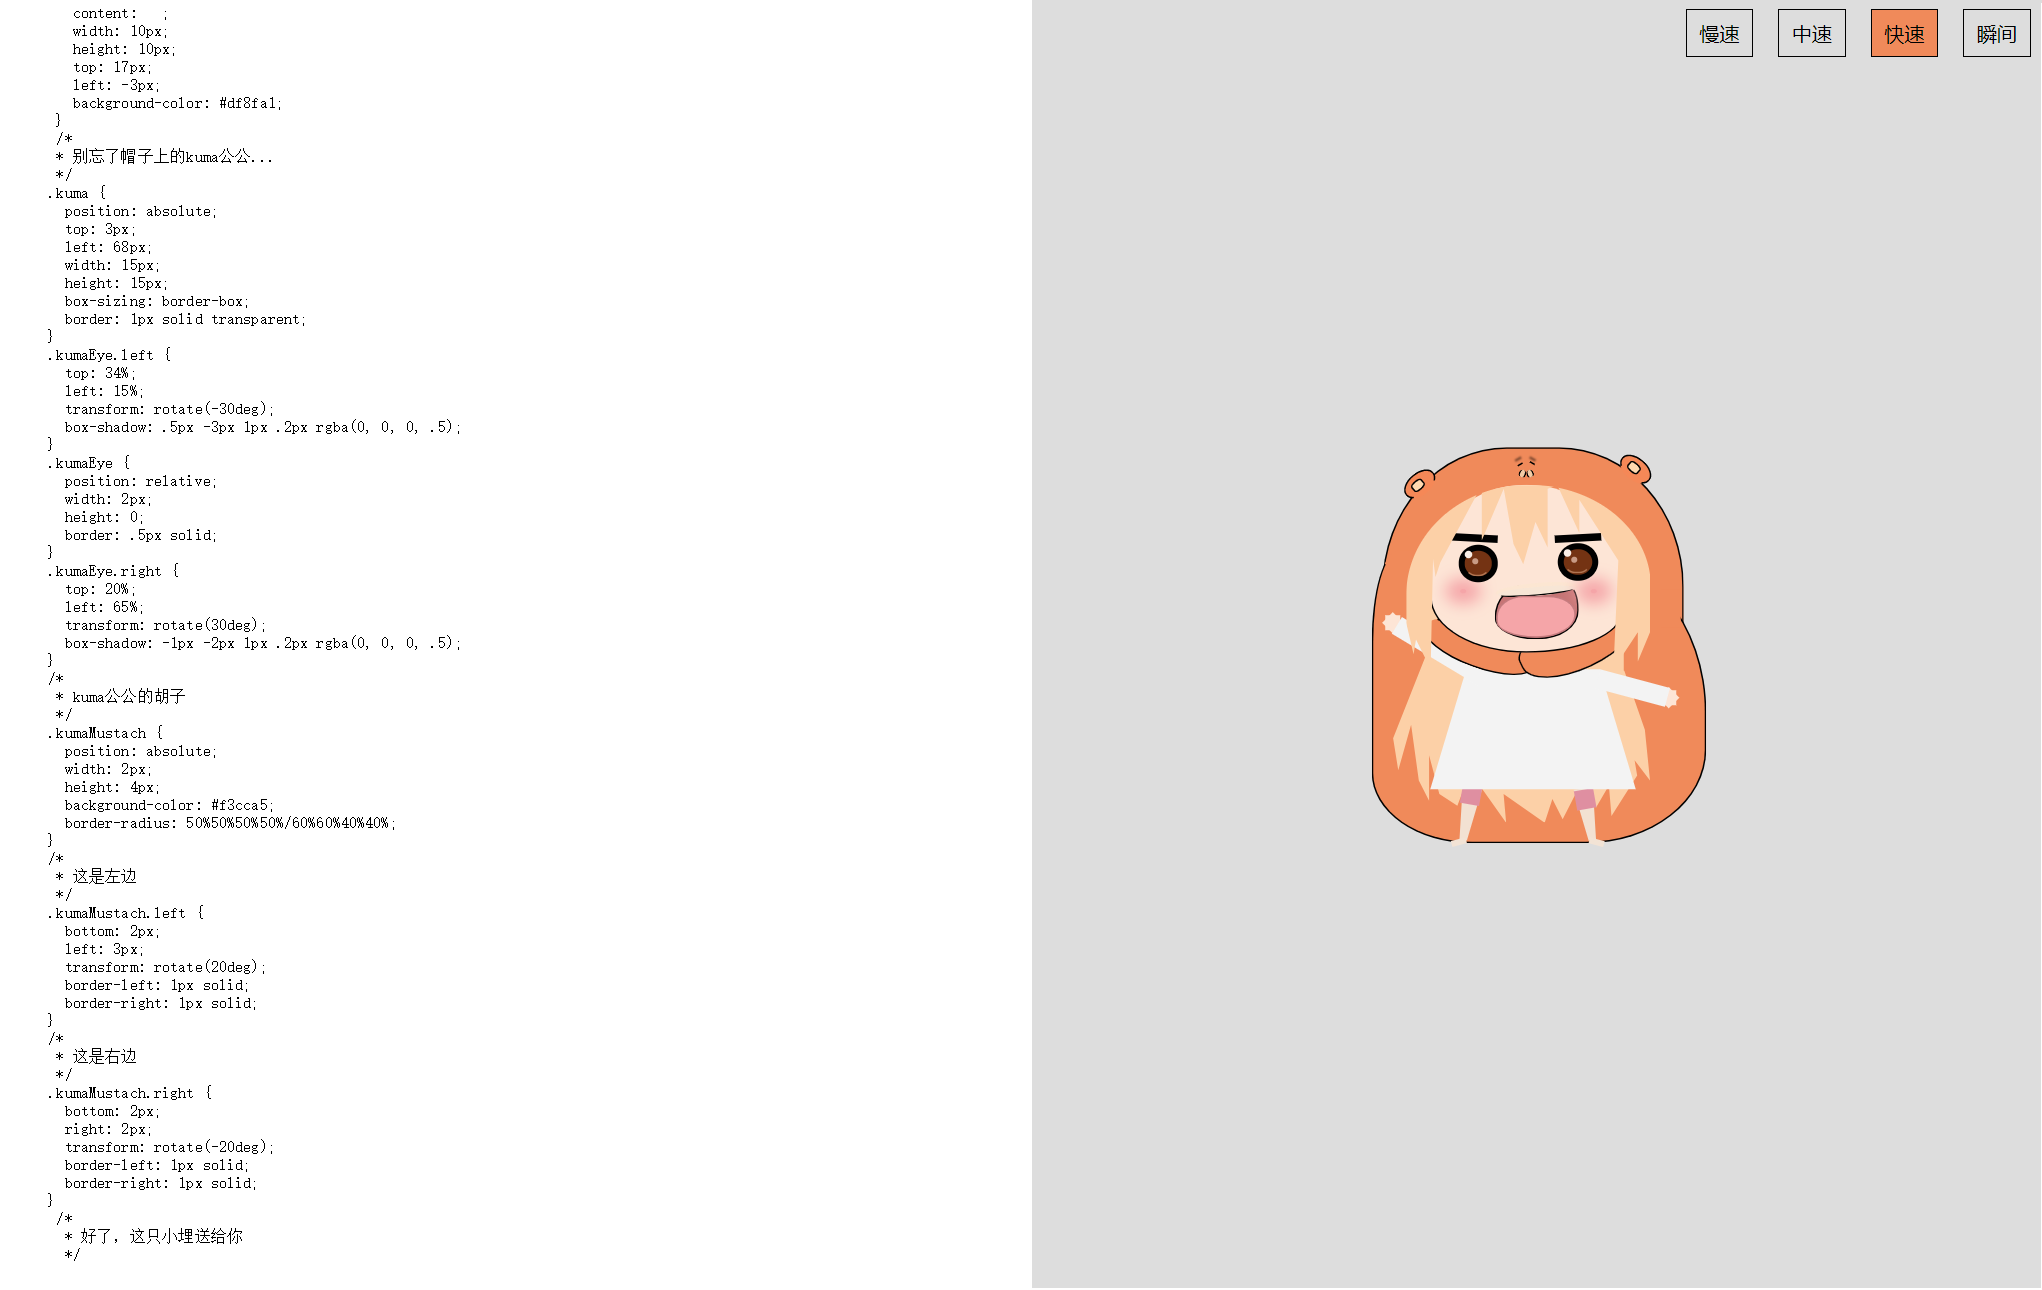 content:   ;
width: 10px;
height: 10px;
top: 17px;
left: -3px;
background-color: #df8fa1;
}
/*
* 别忘了帽子上的kuma公公...
*/
.kuma {
position: absolute;
top: 3px;
left: 68px;
width: 15px;
height: 15px;
box-sizing: border-box;
border: 1px solid transparent;
}
.kumaEye.left {
top: 34%;
left: 15%;
transform: rotate(-30deg);
box-shadow: .5px -3px 1px .2px rgba(0, 0, 0, .5);
}
.kumaEye {
position: relative;
width: 2px;
height: 0;
border: .5px solid;
}
.kumaEye.right {
top: 20%;
left: 65%;
transform: rotate(30deg);
box-shadow: -1px -2px 1px .2px rgba(0, 0, 0, .5);
}
/*
* kuma公公的胡子
*/
.kumaMustach {
position: absolute;
width: 2px;
height: 4px;
background-color: #f3cca5;
border-radius: 50%50%50%50%/60%60%40%40%;
}
/*
* 这是左边
*/
.kumaMustach.left {
bottom: 2px;
left: 3px;
transform: rotate(20deg);
border-left: 1px solid;
border-right: 1px solid;
}
/*
* 这是右边
*/
.kumaMustach.right {
bottom: 2px;
right: 2px;
transform: rotate(-20deg);
border-left: 1px solid;
border-right: 1px solid;
}
/*
* 好了，这只小埋送给你
*/
慢速 中速 快速 瞬间